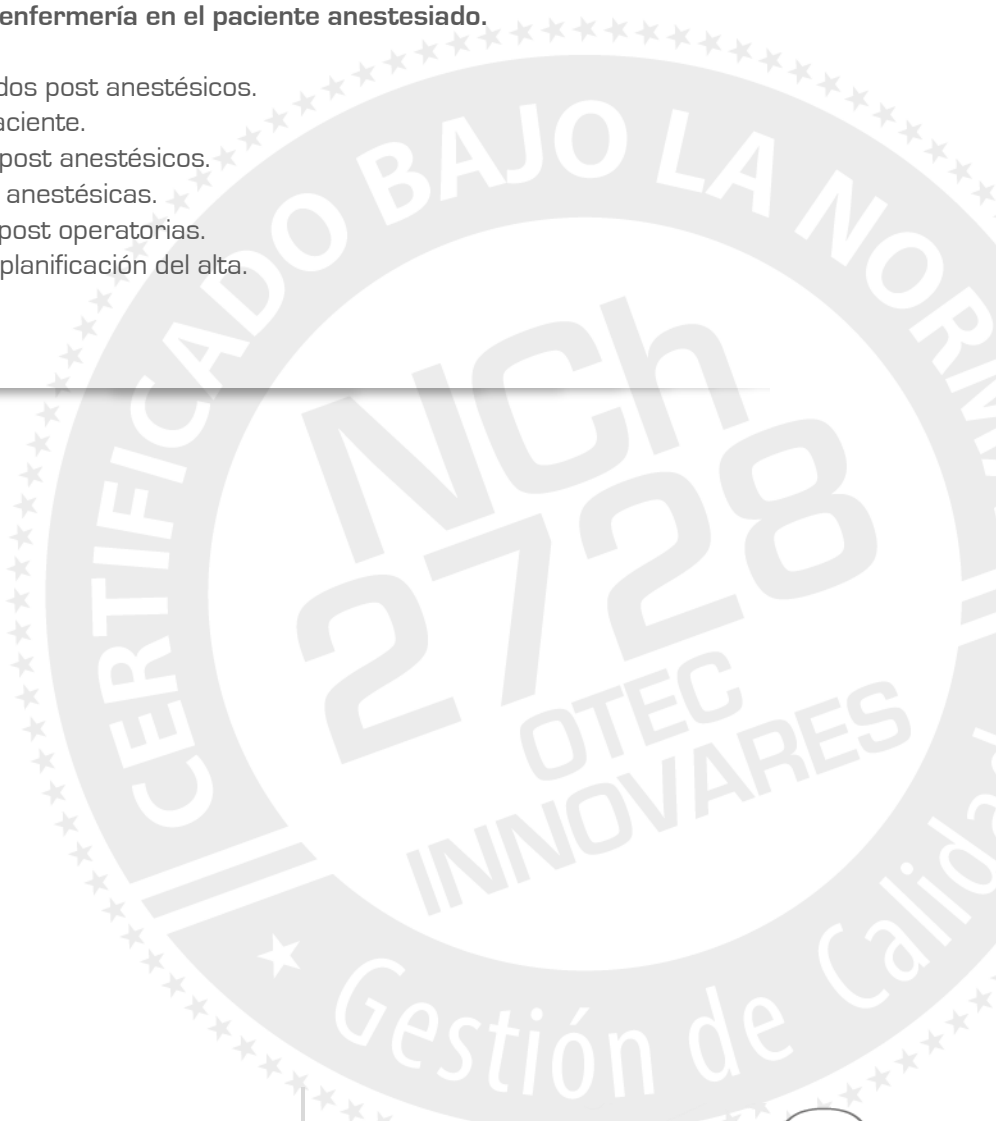 enfermería en el paciente anestesiado.
dos post anestésicos.
aciente.
post anestésicos.
anestésicas.
post operatorias.
planificación del alta.
CERTIFICADO BAJO LA NORMA
NCh
2728
OTEC
INNOVARES
Gestión de Calidad